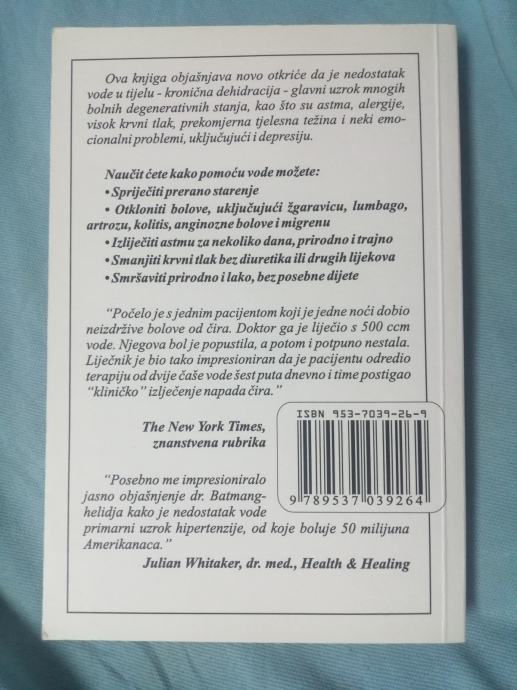 Ova knjiga objašnjava novo otkriće da je nedostatak
vode u tijelu - kronična dehidracija - glavni uzrok mnogih
bolnih degenerativnih stanja, kao što su astma, alergije,
visok krvni tlak, prekomjerna tjelesna težina i neki emo-
cionalni problemi, uključujući i depresiju.
Naučit ćete kako pomoću vode možete:
• Spriječiti prerano starenje
• Otkloniti bolove, uključujući žgaravicu, lumbago,
artrozu, kolitis, anginozne bolove i migrenu
• Izliječiti astmu za nekoliko dana, prirodno i trajno
• Smanjiti krvni tlak bez diuretika ili drugih lijekova
• Smršaviti prirodno i lako, bez posebne dijete
"Počelo je s jednim pacijentom koji je jedne noći dobio
neizdržive bolove od čira. Doktor ga je liječio s 500 ccm
vode. Njegova bol je popustila, a potom i potpuno nestala.
Liječnik je bio tako impresioniran da je pacijentu odredio
terapiju od dvije čaše vode šest puta dnevno i time postigao
"kliničko" izlječenje napada čira."
The New York Times,
znanstvena rubrika
ISBN 953-7039-26-9
9 789537 039264
"Posebno me impresioniralo
jasno objašnjenje dr. Batmang-
helidja kako je nedostatak vode
primarni uzrok hipertenzije, od koje boluje 50 milijuna
Amerikanaca."
Julian Whitaker, dr. med., Health & Healing